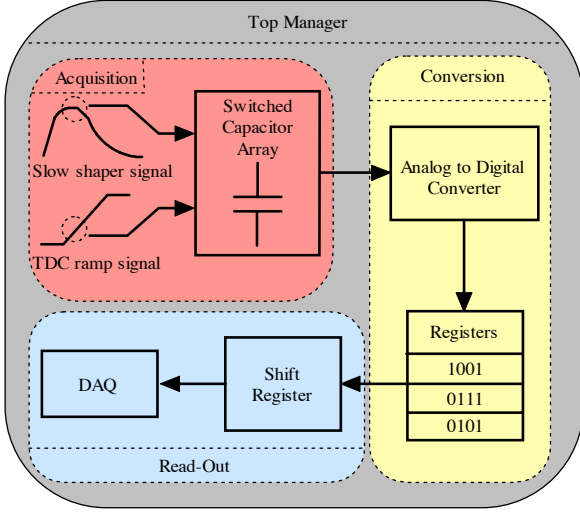 Top Manager
Acquisition
Conversion
Slow shaper signal
TDC ramp signal
Switched
Capacitor
Array
Analog to Digital
Converter
Registers
1001
0111
0101
Shift
Register
DAQ
Read-Out